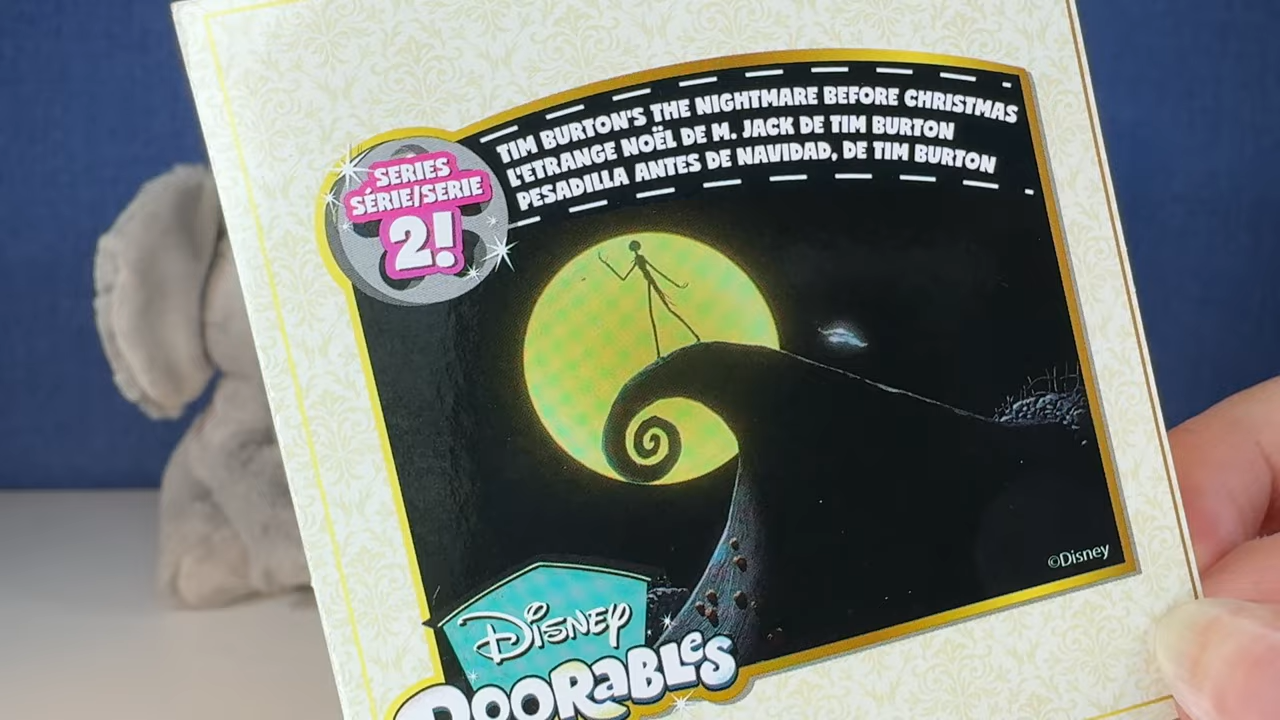 TIM BURTON'S THE NIGHTMARE BEFORE CHRISTMAS
L'ETRANGE NOËL DE M. JACK DE TIM BURTON
PESADILLA ANTES DE NAVIDAD, DE TIM BURTON
SERIES
SÉRIE/SERIE
2!
©Disney
Disney
DOORABLES